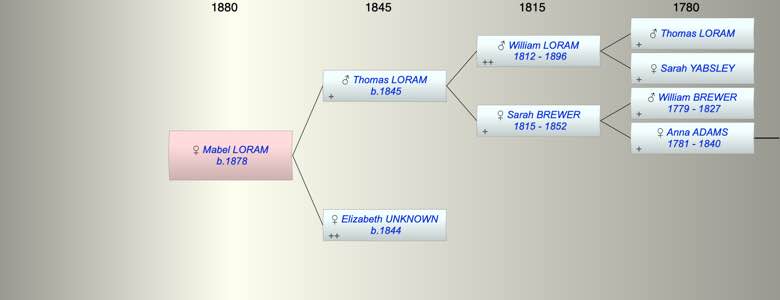 1880 1845 1815 1780
♂ Thomas LORAM
+
♂ William LORAM
1812 - 1896
++
♀ Sarah YABSLEY
+
♂ Thomas LORAM
b.1845
+
♂ William BREWER
1779 - 1827
+
♀ Sarah BREWER
1815 - 1852
+
♀ Anna ADAMS
1781 - 1840
+
♀ Mabel LORAM
b.1878
♀ Elizabeth UNKNOWN
b.1844
++